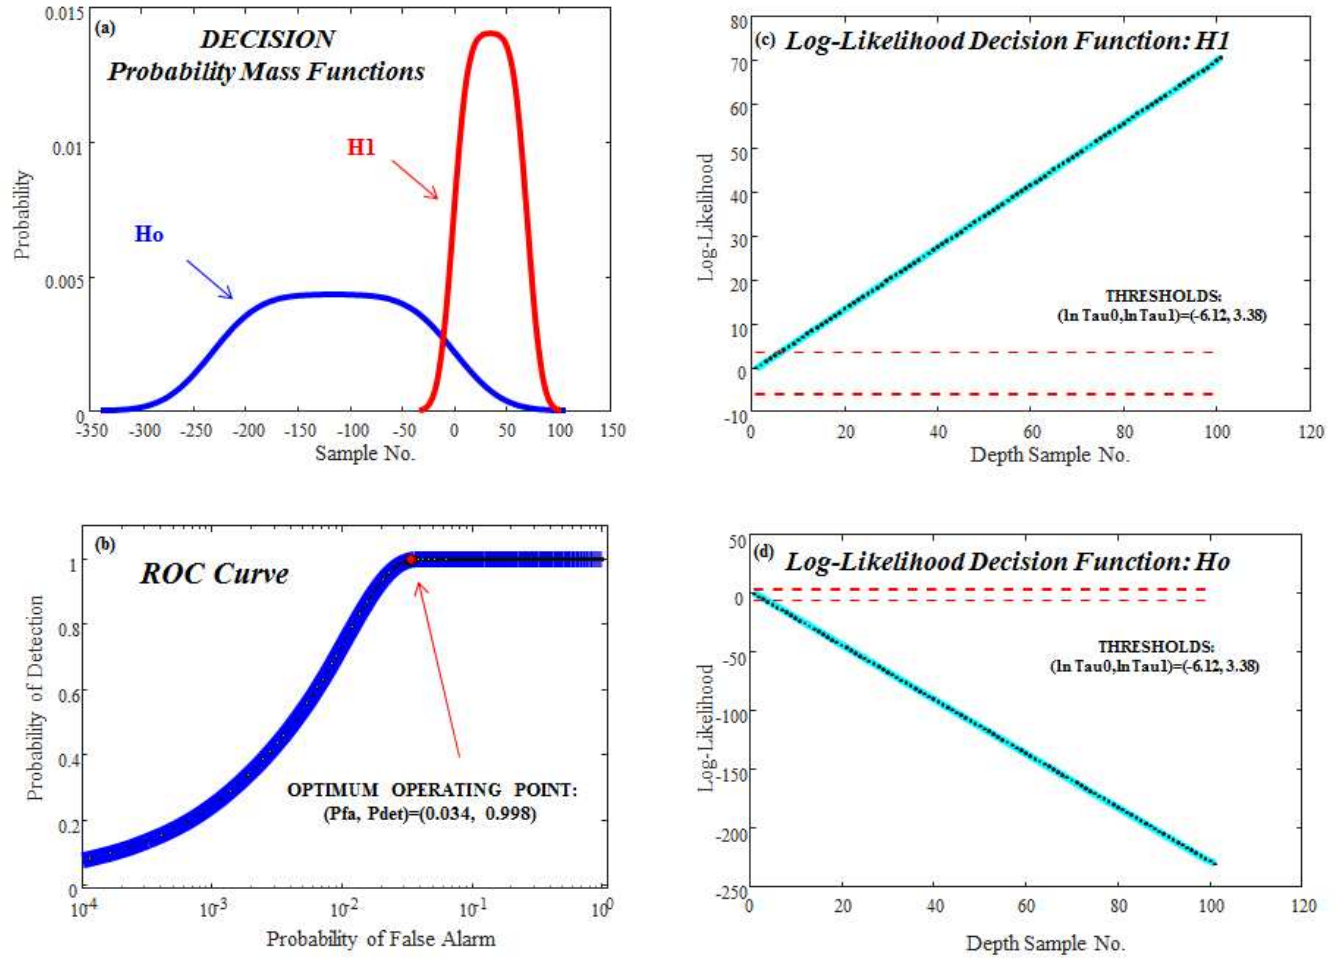 (a)
DECISION
Probability Mass Functions
0.015
0.01
0.005
0
Probability
H1
Ho
-350 -300 -250 -200 -150 -100 -50 0 50 100 150
Sample No.
(c) Log-Likelihood Decision Function: H1
80
70
60
50
40
30
20
10
0
-10
Log-Likelihood
THRESHOLDS:
(ln Tau0,ln Tau1)=(-6.12, 3.38)
20 40 60 80 100 120
Depth Sample No.
(b)
ROC Curve
1
0.8
0.6
0.4
0.2
0
Probability of Detection
OPTIMUM OPERATING POINT:
(Pfa, Pdet)=(0.034, 0.998)
10-4 10-3 10-2 10-1 100
Probability of False Alarm
(d) Log-Likelihood Decision Function: Ho
50
0
-50
-100
-150
-200
-250
Log-Likelihood
THRESHOLDS:
(ln Tau0,ln Tau1)=(-6.12, 3.38)
0 20 40 60 80 100 120
Depth Sample No.